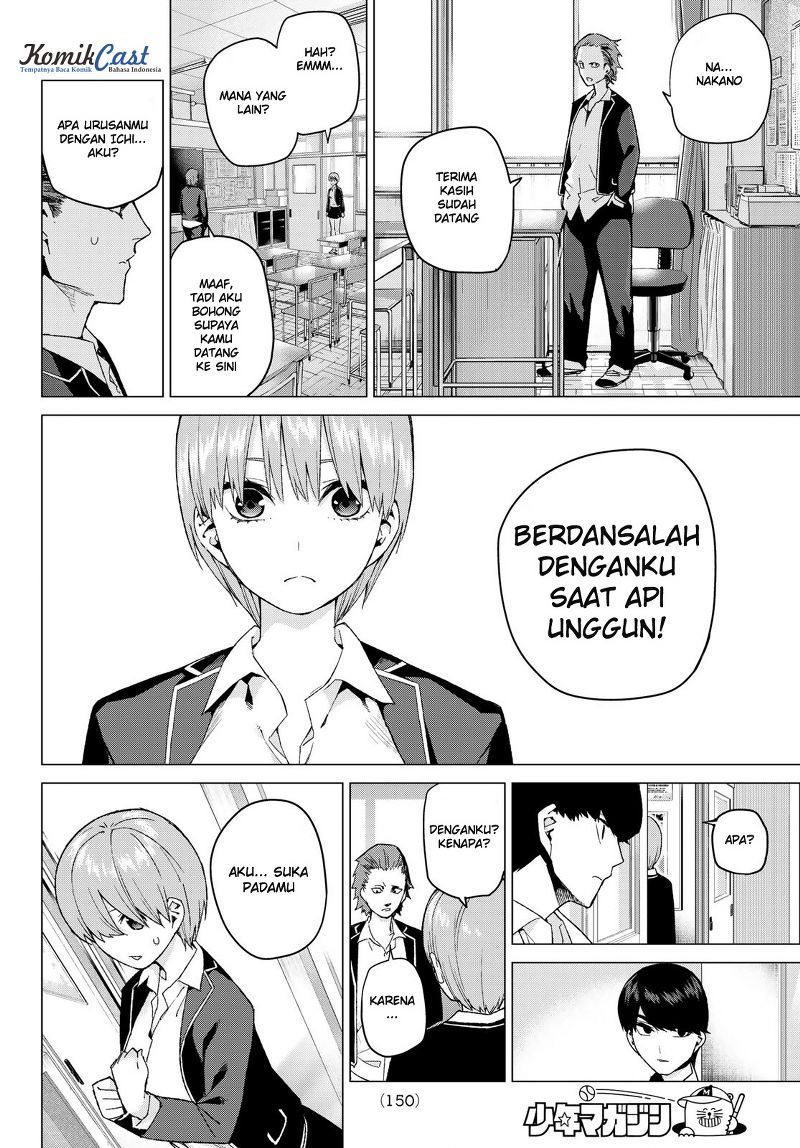 KomikCast
Tempatnya Baca Komik Bahasa Indonesia
NA...
NAKANO
TERIMA
KASIH
SUDAH
DATANG
HAH?
EMMM...
MANA YANG
LAIN?
MAAF,
TADI AKU
BOHONG
SUPAYA
KAMU
DATANG
KE SINI
APA URUSANMU
DENGAN ICHI...
AKU?
BERDANSALAH
DENGANKU
SAAT API
UNGGUN!
APA?
DENGANKU?
KENAPA?
KARENA
...
AKU... SUKA
PADAMU
(150)
少年マガジン
M